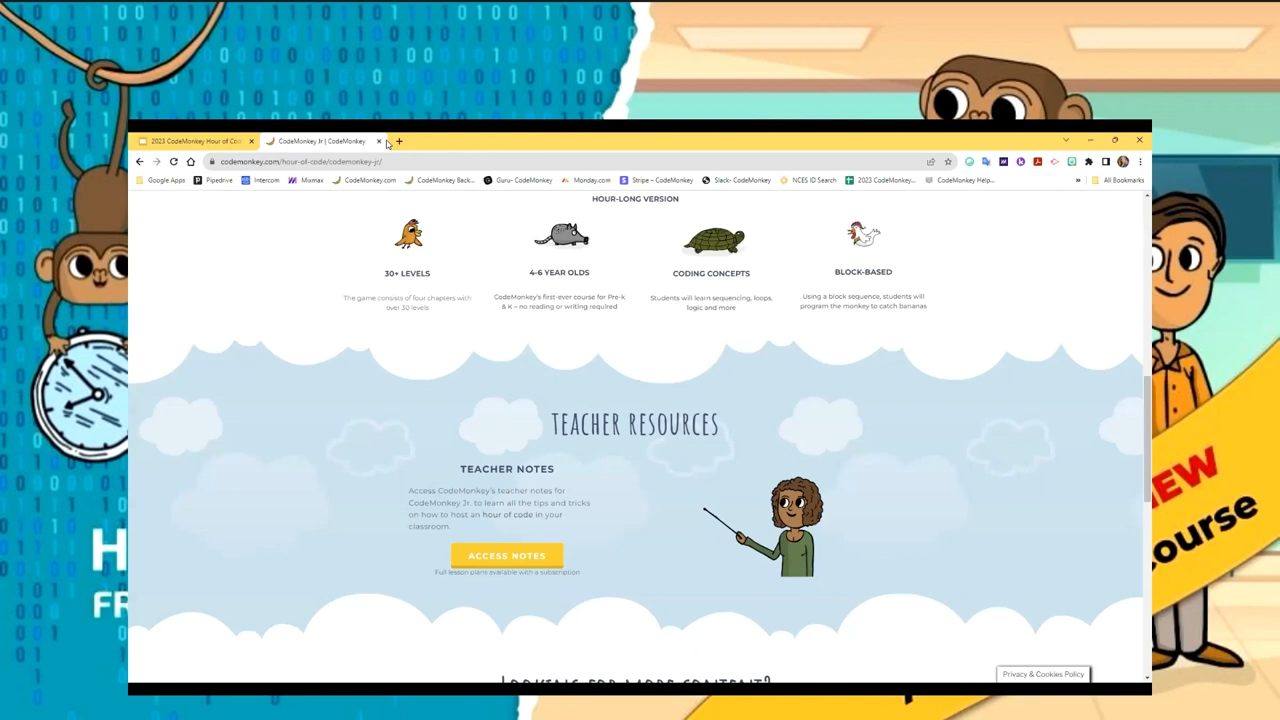 2023 CodeMonkey Hour of Co
CodeMonkey Jr | CodeMonkey
codemonkey.com/hour-of-code/codemonkey-jr/
Google Apps
Pipedrive
Intercom
Mixmax
CodeMonkey.com
CodeMonkey Back...
Guru- CodeMonkey
Monday.com
Stripe – CodeMonkey
Slack- CodeMonkey
NCES ID Search
2023 CodeMonkey...
CodeMonkey Help...
»
All Bookmarks
HOUR-LONG VERSION
30+ LEVELS
The game consists of four chapters with
over 30 levels
4-6 YEAR OLDS
CodeMonkey's first-ever course for Pre-k
& K – no reading or writing required
CODING CONCEPTS
Students will learn sequencing, loops,
logic and more
BLOCK-BASED
Using a block sequence, students will
program the monkey to catch bananas
TEACHER RESOURCES
TEACHER NOTES
Access CodeMonkey's teacher notes for
CodeMonkey Jr. to learn all the tips and tricks
on how to host an hour of code in your
classroom.
ACCESS NOTES
Full lesson plans available with a subscription
LOOKING FOR MORE CONTENT?
Privacy & Cookies Policy
H
FR
NEW
course